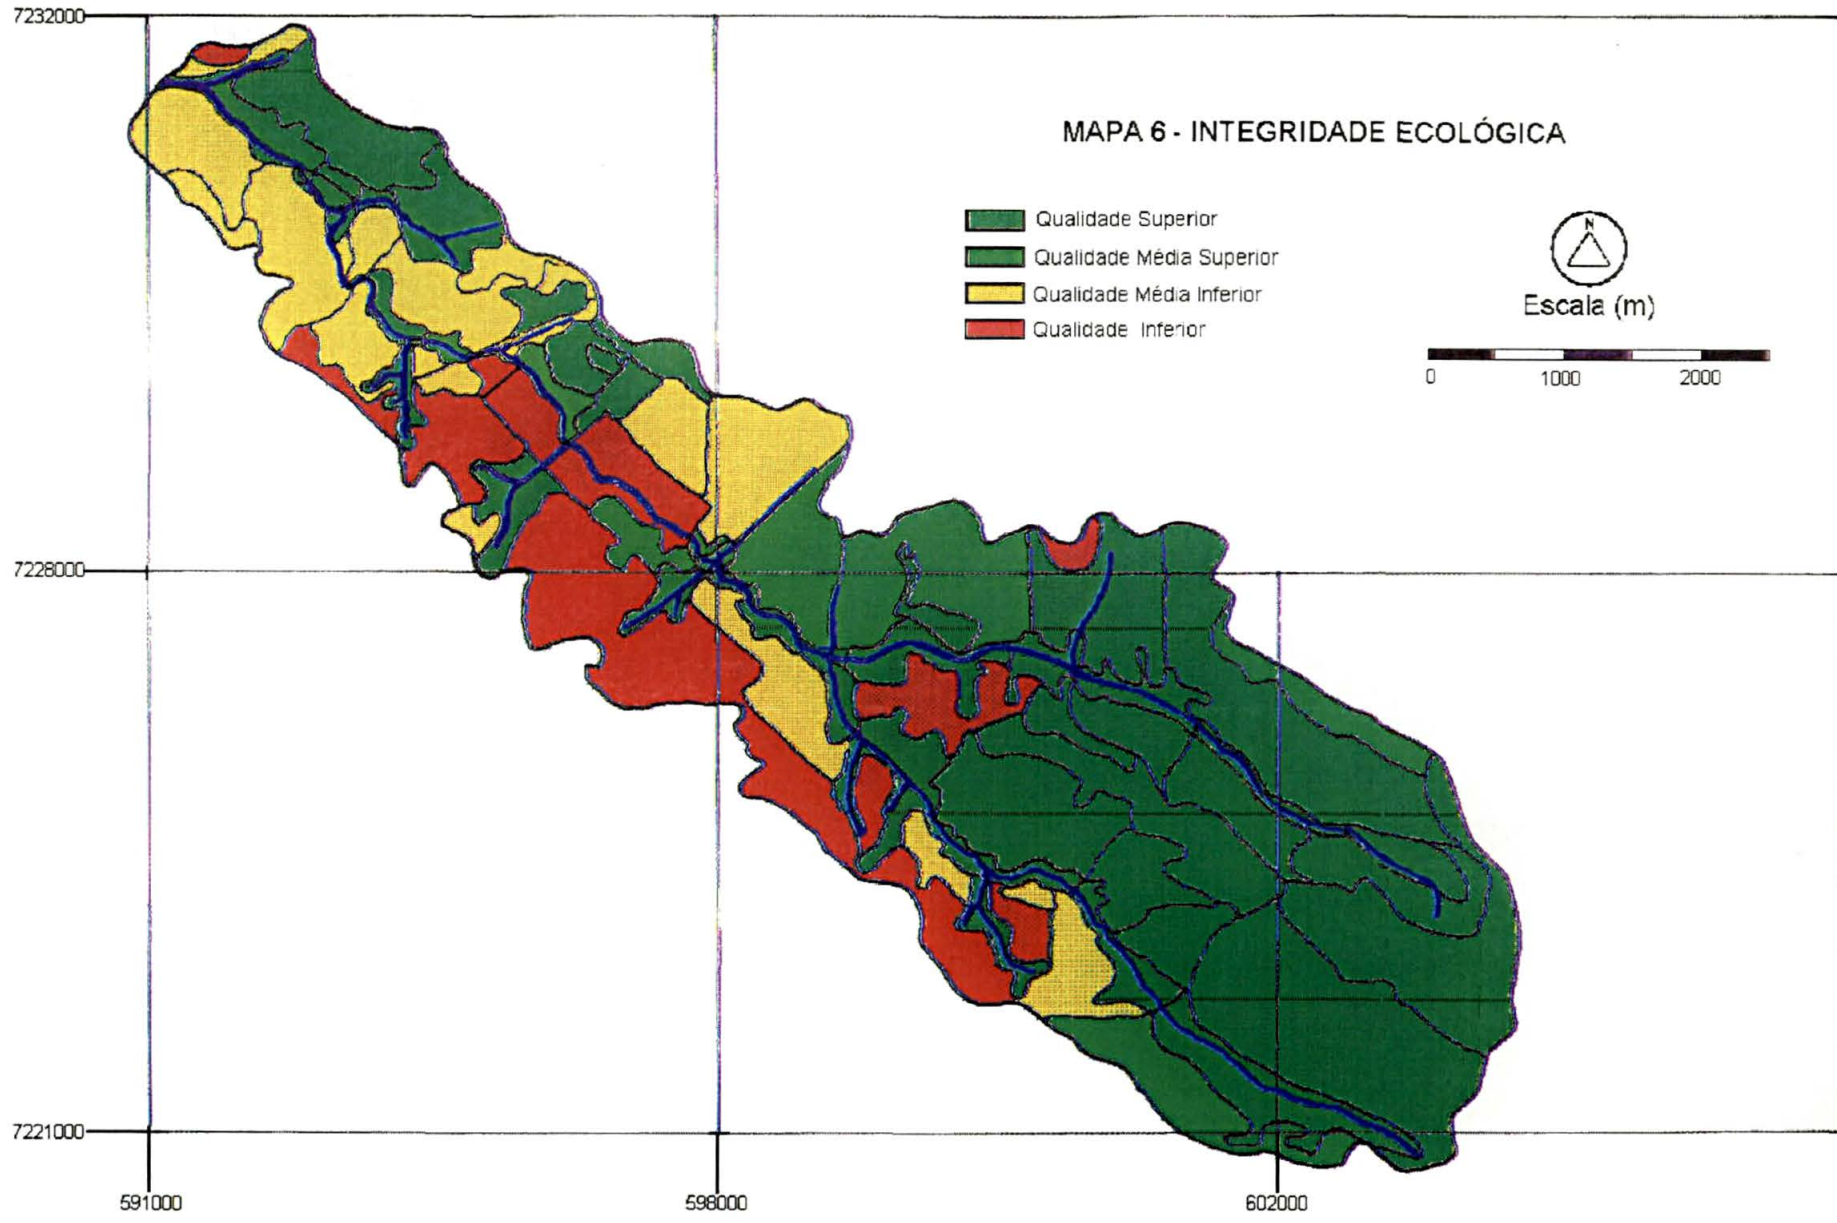 7232000
MAPA 6 - INTEGRIDADE ECOLÓGICA
Qualidade Superior
Qualidade Média Superior
Qualidade Média Inferior
Qualidade Inferior
N
Escala (m)
0 1000 2000
7228000
7221000
591000 598000 602000